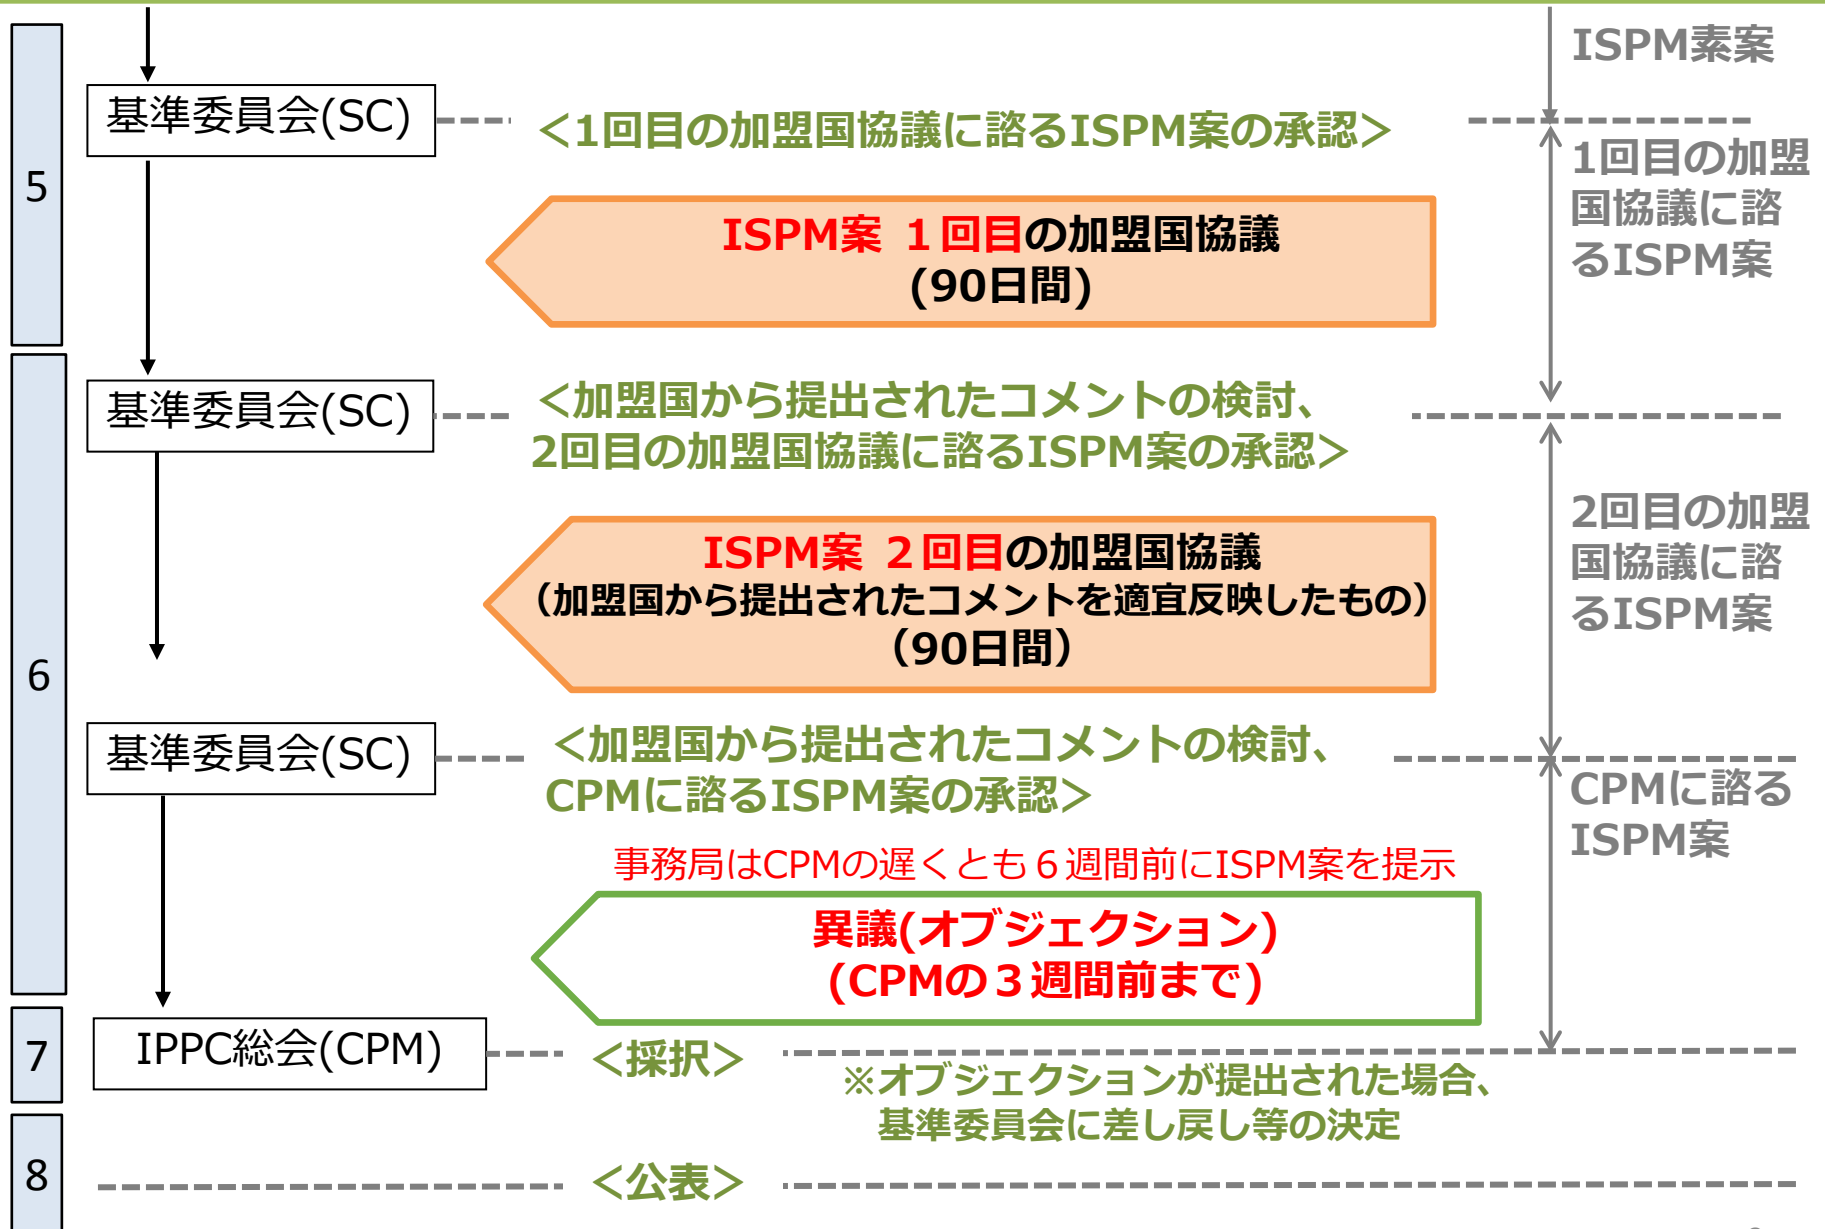 ISPM素案
5
基準委員会(SC)
<1回目の加盟国協議に諮るISPM案の承認>
1回目の加盟
国協議に諮
るISPM案
ISPM案 １回目の加盟国協議
(90日間)
6
基準委員会(SC)
<加盟国から提出されたコメントの検討、
2回目の加盟国協議に諮るISPM案の承認>
2回目の加盟
国協議に諮
るISPM案
ISPM案 ２回目の加盟国協議
（加盟国から提出されたコメントを適宜反映したもの）
（90日間）
基準委員会(SC)
<加盟国から提出されたコメントの検討、
CPMに諮るISPM案の承認>
CPMに諮る
ISPM案
事務局はCPMの遅くとも６週間前にISPM案を提示
異議(オブジェクション)
(CPMの３週間前まで)
7
IPPC総会(CPM)
<採択>
※オブジェクションが提出された場合、
基準委員会に差し戻し等の決定
8
<公表>